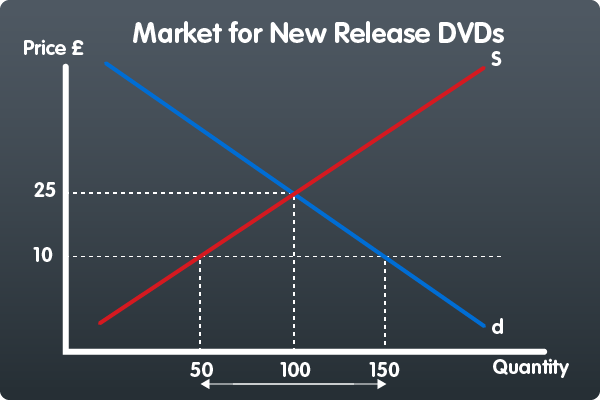 Market for New Release DVDs
Price £
S
25
10
d
50 100 150
Quantity